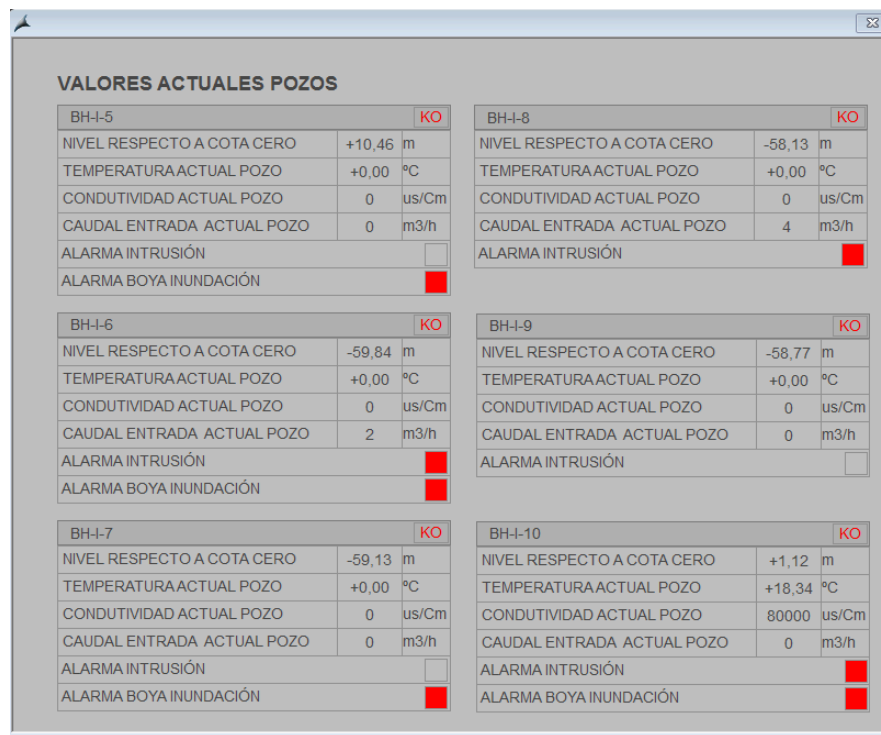 VALORES ACTUALES POZOS
BH-I-5 KO
NIVEL RESPECTO A COTA CERO +10,46 m
TEMPERATURA ACTUAL POZO +0,00 ºC
CONDUTIVIDAD ACTUAL POZO 0 us/Cm
CAUDAL ENTRADA ACTUAL POZO 0 m3/h
ALARMA INTRUSIÓN
ALARMA BOYA INUNDACIÓN
BH-I-6 KO
NIVEL RESPECTO A COTA CERO -59,84 m
TEMPERATURA ACTUAL POZO +0,00 ºC
CONDUTIVIDAD ACTUAL POZO 0 us/Cm
CAUDAL ENTRADA ACTUAL POZO 2 m3/h
ALARMA INTRUSIÓN
ALARMA BOYA INUNDACIÓN
BH-I-7 KO
NIVEL RESPECTO A COTA CERO -59,13 m
TEMPERATURA ACTUAL POZO +0,00 ºC
CONDUTIVIDAD ACTUAL POZO 0 us/Cm
CAUDAL ENTRADA ACTUAL POZO 0 m3/h
ALARMA INTRUSIÓN
ALARMA BOYA INUNDACIÓN
BH-I-8 KO
NIVEL RESPECTO A COTA CERO -58,13 m
TEMPERATURA ACTUAL POZO +0,00 ºC
CONDUTIVIDAD ACTUAL POZO 0 us/Cm
CAUDAL ENTRADA ACTUAL POZO 4 m3/h
ALARMA INTRUSIÓN
BH-I-9 KO
NIVEL RESPECTO A COTA CERO -58,77 m
TEMPERATURA ACTUAL POZO +0,00 ºC
CONDUTIVIDAD ACTUAL POZO 0 us/Cm
CAUDAL ENTRADA ACTUAL POZO 0 m3/h
ALARMA INTRUSIÓN
BH-I-10 KO
NIVEL RESPECTO A COTA CERO +1,12 m
TEMPERATURA ACTUAL POZO +18,34 ºC
CONDUTIVIDAD ACTUAL POZO 80000 us/Cm
CAUDAL ENTRADA ACTUAL POZO 0 m3/h
ALARMA INTRUSIÓN
ALARMA BOYA INUNDACIÓN